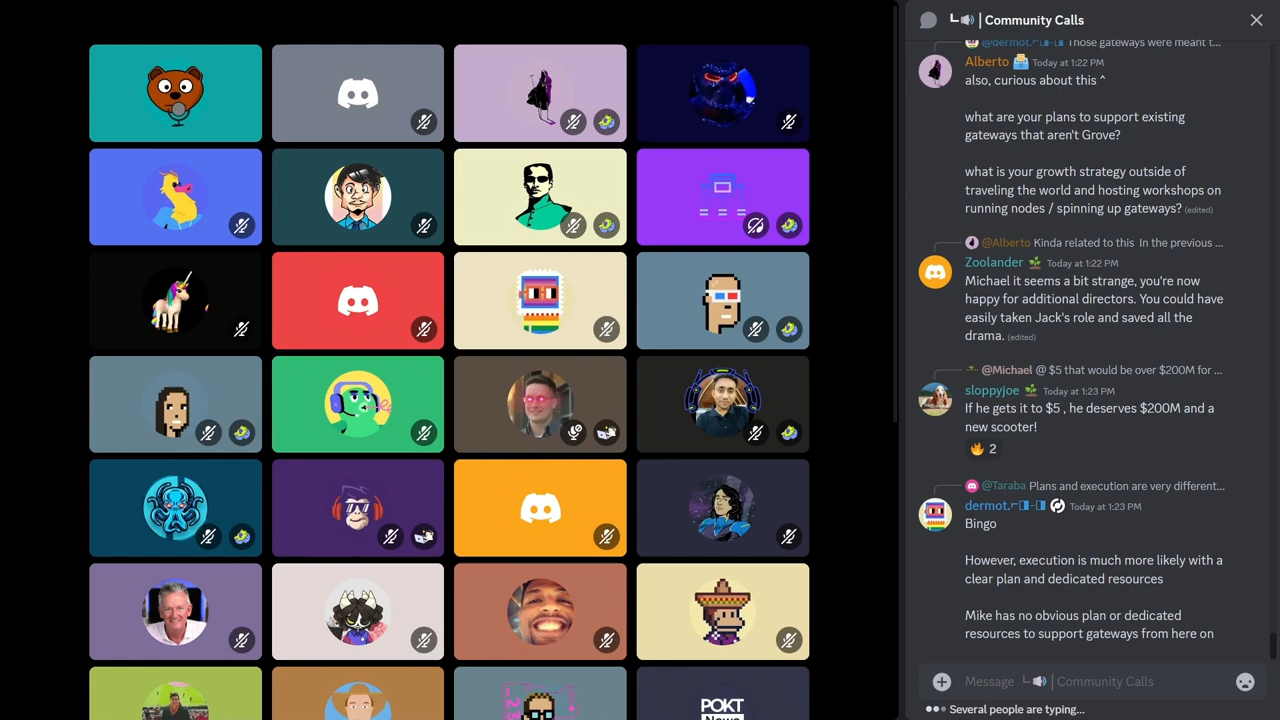 ┗🔊 | Community Calls
@dermot.⌐◨-◨ Those gateways were meant t...
Alberto Today at 1:22 PM
also, curious about this ^
what are your plans to support existing
gateways that aren't Grove?
what is your growth strategy outside of
traveling the world and hosting workshops on
running nodes / spinning up gateways? (edited)
@Alberto Kinda related to this In the previous ...
Zoolander 🌱 Today at 1:22 PM
Michael it seems a bit strange, you're now
happy for additional directors. You could have
easily taken Jack's role and saved all the
drama. (edited)
@Michael @ $5 that would be over $200M for ...
sloppyjoe 🌱 Today at 1:23 PM
If he gets it to $5 , he deserves $200M and a
new scooter!
🔥 2
@Taraba Plans and execution are very different...
dermot.⌐◨-◨ Today at 1:23 PM
Bingo
However, execution is much more likely with a
clear plan and dedicated resources
Mike has no obvious plan or dedicated
resources to support gateways from here on
Message ┗🔊 | Community Calls
Several people are typing...
POKT
News